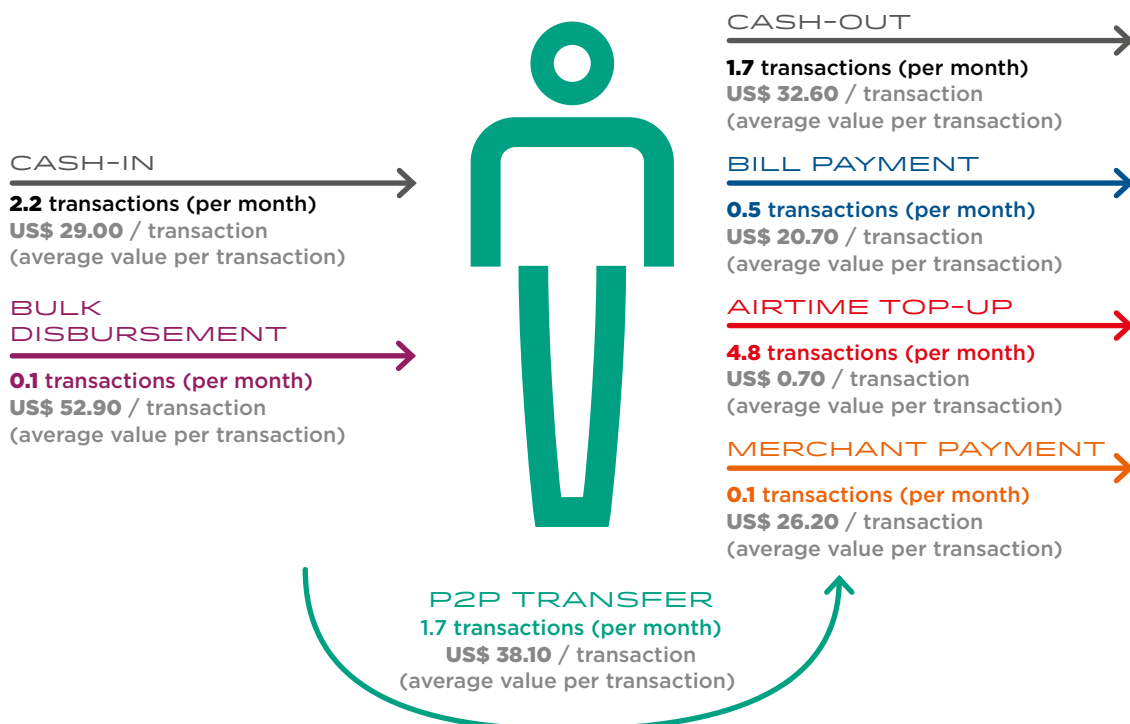 CASH-IN
2.2 transactions (per month)
US$ 29.00 / transaction
(average value per transaction)
BULK
DISBURSEMENT
0.1 transactions (per month)
US$ 52.90 / transaction
(average value per transaction)
CASH-OUT
1.7 transactions (per month)
US$ 32.60 / transaction
(average value per transaction)
BILL PAYMENT
0.5 transactions (per month)
US$ 20.70 / transaction
(average value per transaction)
AIRTIME TOP-UP
4.8 transactions (per month)
US$ 0.70 / transaction
(average value per transaction)
MERCHANT PAYMENT
0.1 transactions (per month)
US$ 26.20 / transaction
(average value per transaction)
P2P TRANSFER
1.7 transactions (per month)
US$ 38.10 / transaction
(average value per transaction)